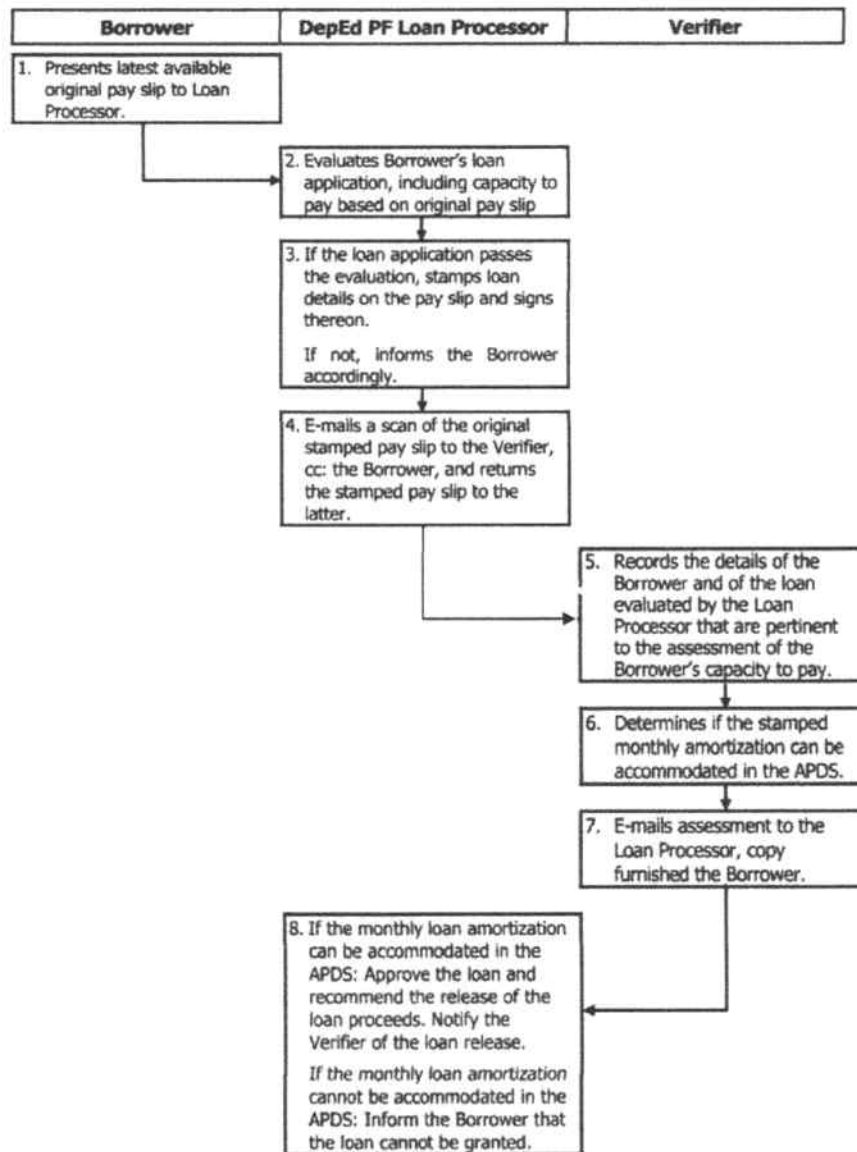 Borrower
DepEd PF Loan Processor
Verifier
1. Presents latest available
original pay slip to Loan
Processor.
2. Evaluates Borrower's loan
application, including capacity to
pay based on original pay slip
3. If the loan application passes
the evaluation, stamps loan
details on the pay slip and signs
thereon.
If not, informs the Borrower
accordingly.
4. E-mails a scan of the original
stamped pay slip to the Verifier,
cc: the Borrower, and returns
the stamped pay slip to the
latter.
5. Records the details of the
Borrower and of the loan
evaluated by the Loan
Processor that are pertinent
to the assessment of the
Borrower's capacity to pay.
6. Determines if the stamped
monthly amortization can be
accommodated in the APDS.
7. E-mails assessment to the
Loan Processor, copy
furnished the Borrower.
8. If the monthly loan amortization
can be accommodated in the
APDS: Approve the loan and
recommend the release of the
loan proceeds. Notify the
Verifier of the loan release.
If the monthly loan amortization
cannot be accommodated in the
APDS: Inform the Borrower that
the loan cannot be granted.